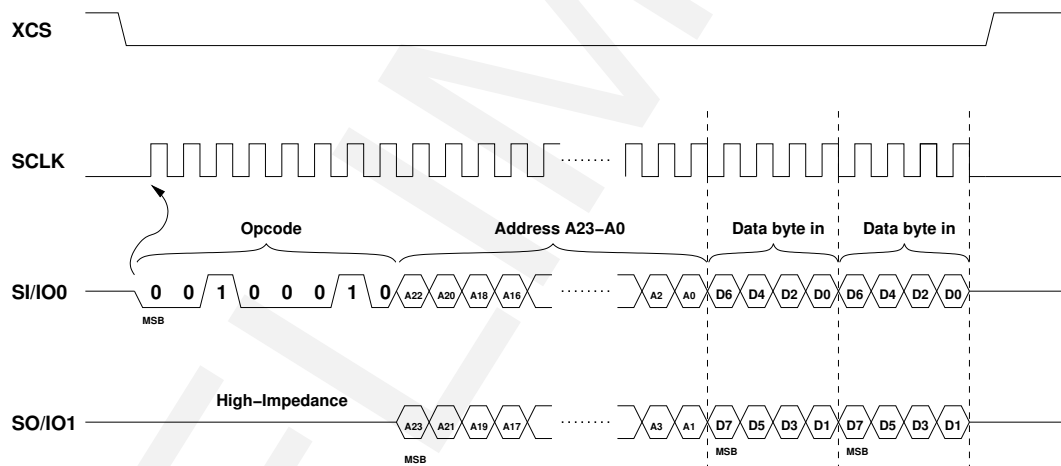 XCS
SCLK
Opcode Address A23–A0 Data byte in Data byte in
SI/IO0 0 0 1 0 0 0 1 0 A22 A20 A18 A16 ........ A2 A0 D6 D4 D2 D0 D6 D4 D2 D0
MSB
High–Impedance
SO/IO1 A23 A21 A19 A17 ........ A3 A1 D7 D5 D3 D1 D7 D5 D3 D1
MSB MSB MSB